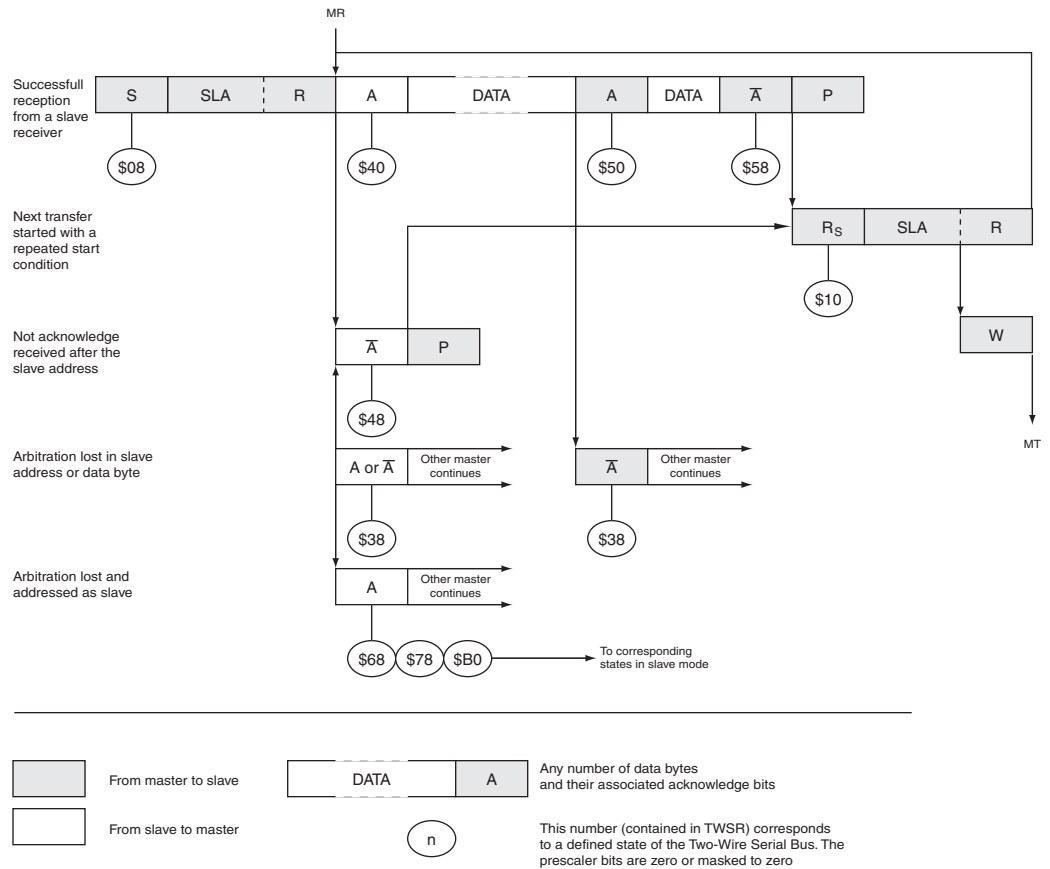 MR
Successfull
reception
from a slave
receiver
S SLA R A DATA A DATA A̅ P
$08 $40 $50 $58
Next transfer
started with a
repeated start
condition
RS SLA R
$10
Not acknowledge
received after the
slave address
A̅ P
W
$48
MT
Arbitration lost in slave
address or data byte
A or A̅
Other master
continues
A̅
Other master
continues
$38 $38
Arbitration lost and
addressed as slave
A
Other master
continues
$68 $78 $B0
To corresponding
states in slave mode
From master to slave
DATA A
Any number of data bytes
and their associated acknowledge bits
From slave to master
n
This number (contained in TWSR) corresponds
to a defined state of the Two-Wire Serial Bus. The
prescaler bits are zero or masked to zero